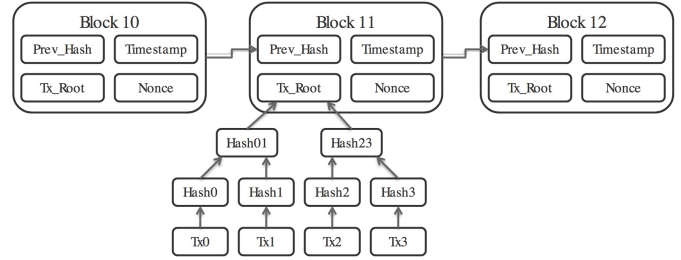 Block 10
Block 11
Block 12
Prev_Hash Timestamp
Prev_Hash Timestamp
Prev_Hash Timestamp
Tx_Root Nonce
Tx_Root Nonce
Tx_Root Nonce
Hash01 Hash23
Hash0 Hash1 Hash2 Hash3
Tx0 Tx1 Tx2 Tx3